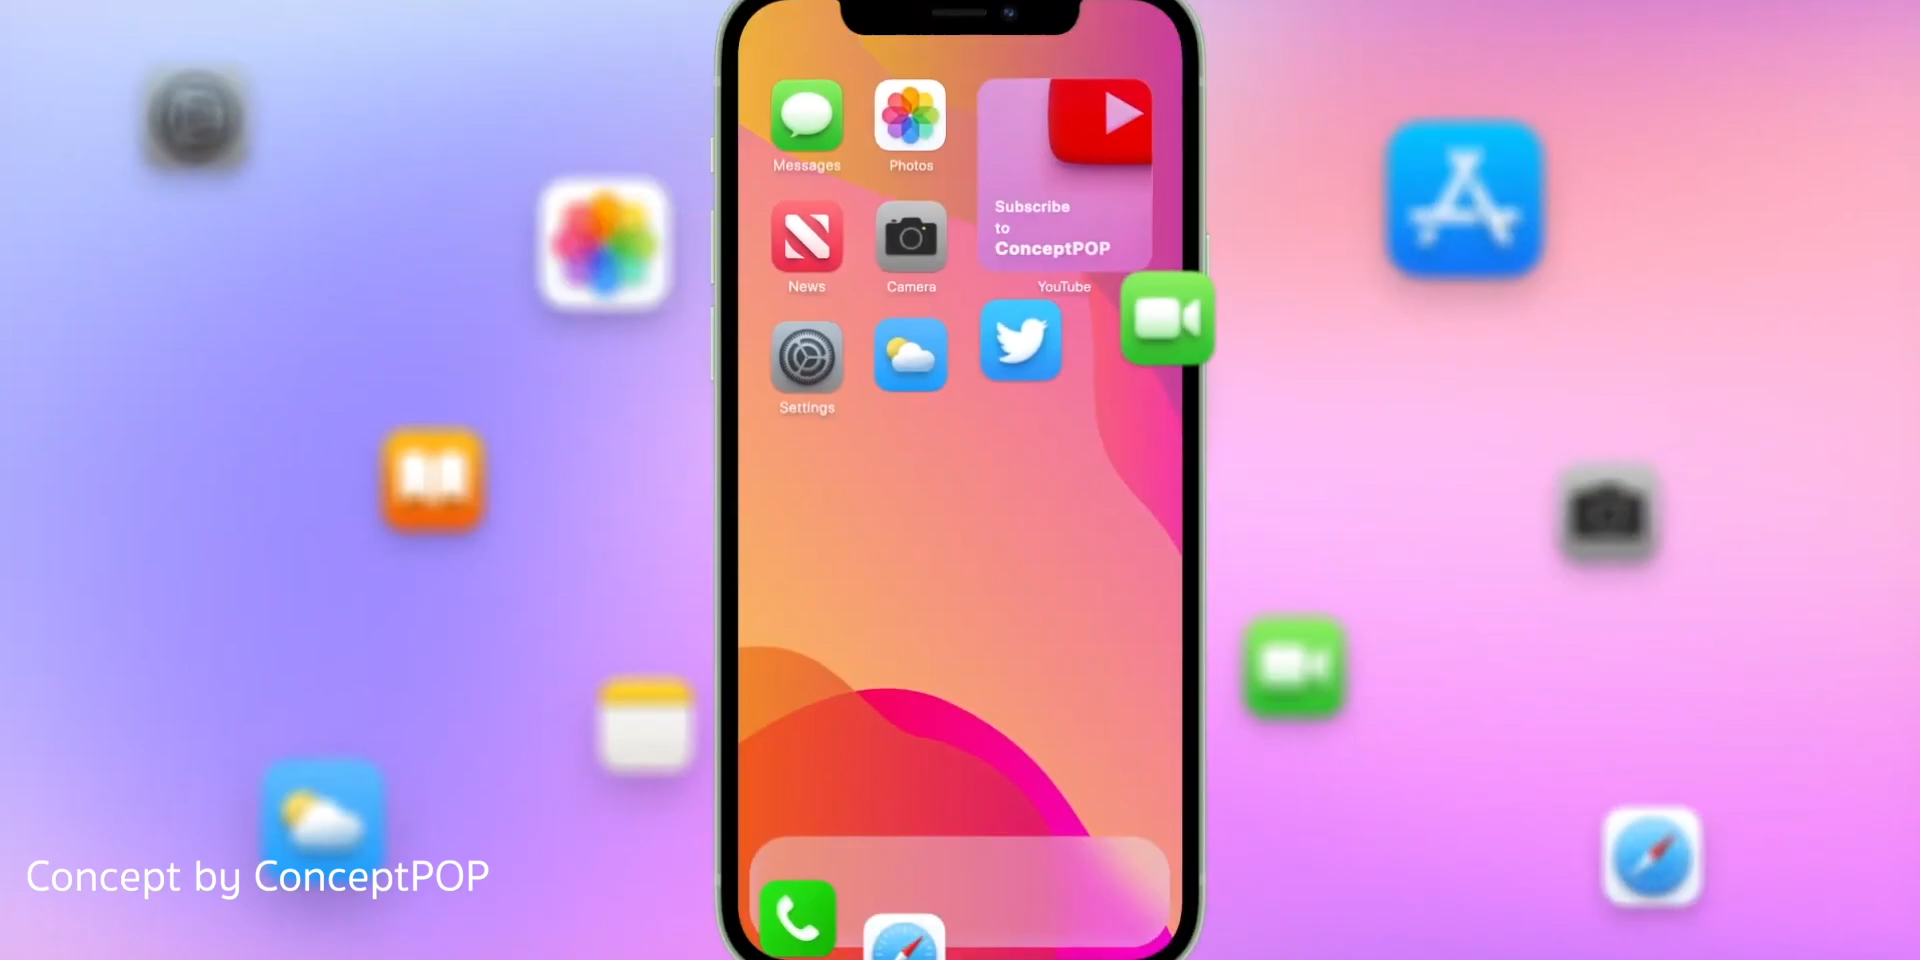 Messages
Photos
Subscribe
to
ConceptPOP
News
Camera
YouTube
Settings
Concept by ConceptPOP